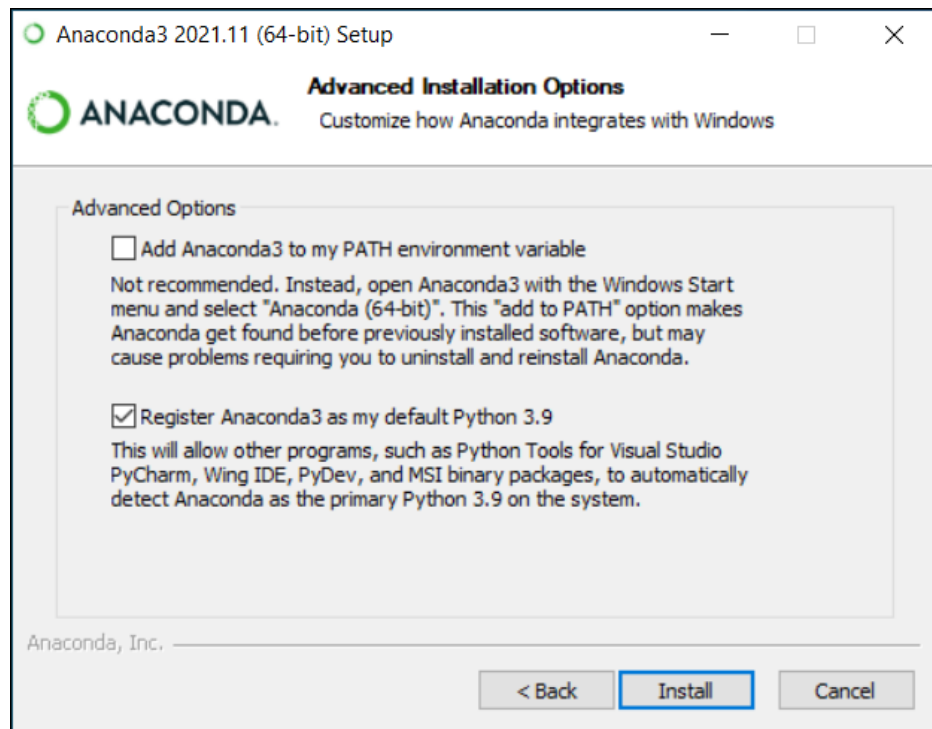 Anaconda3 2021.11 (64-bit) Setup
Advanced Installation Options
ANACONDA.
Customize how Anaconda integrates with Windows
Advanced Options
Add Anaconda3 to my PATH environment variable
Not recommended. Instead, open Anaconda3 with the Windows Start
menu and select "Anaconda (64-bit)". This "add to PATH" option makes
Anaconda get found before previously installed software, but may
cause problems requiring you to uninstall and reinstall Anaconda.
Register Anaconda3 as my default Python 3.9
This will allow other programs, such as Python Tools for Visual Studio
PyCharm, Wing IDE, PyDev, and MSI binary packages, to automatically
detect Anaconda as the primary Python 3.9 on the system.
Anaconda, Inc.
< Back Install Cancel